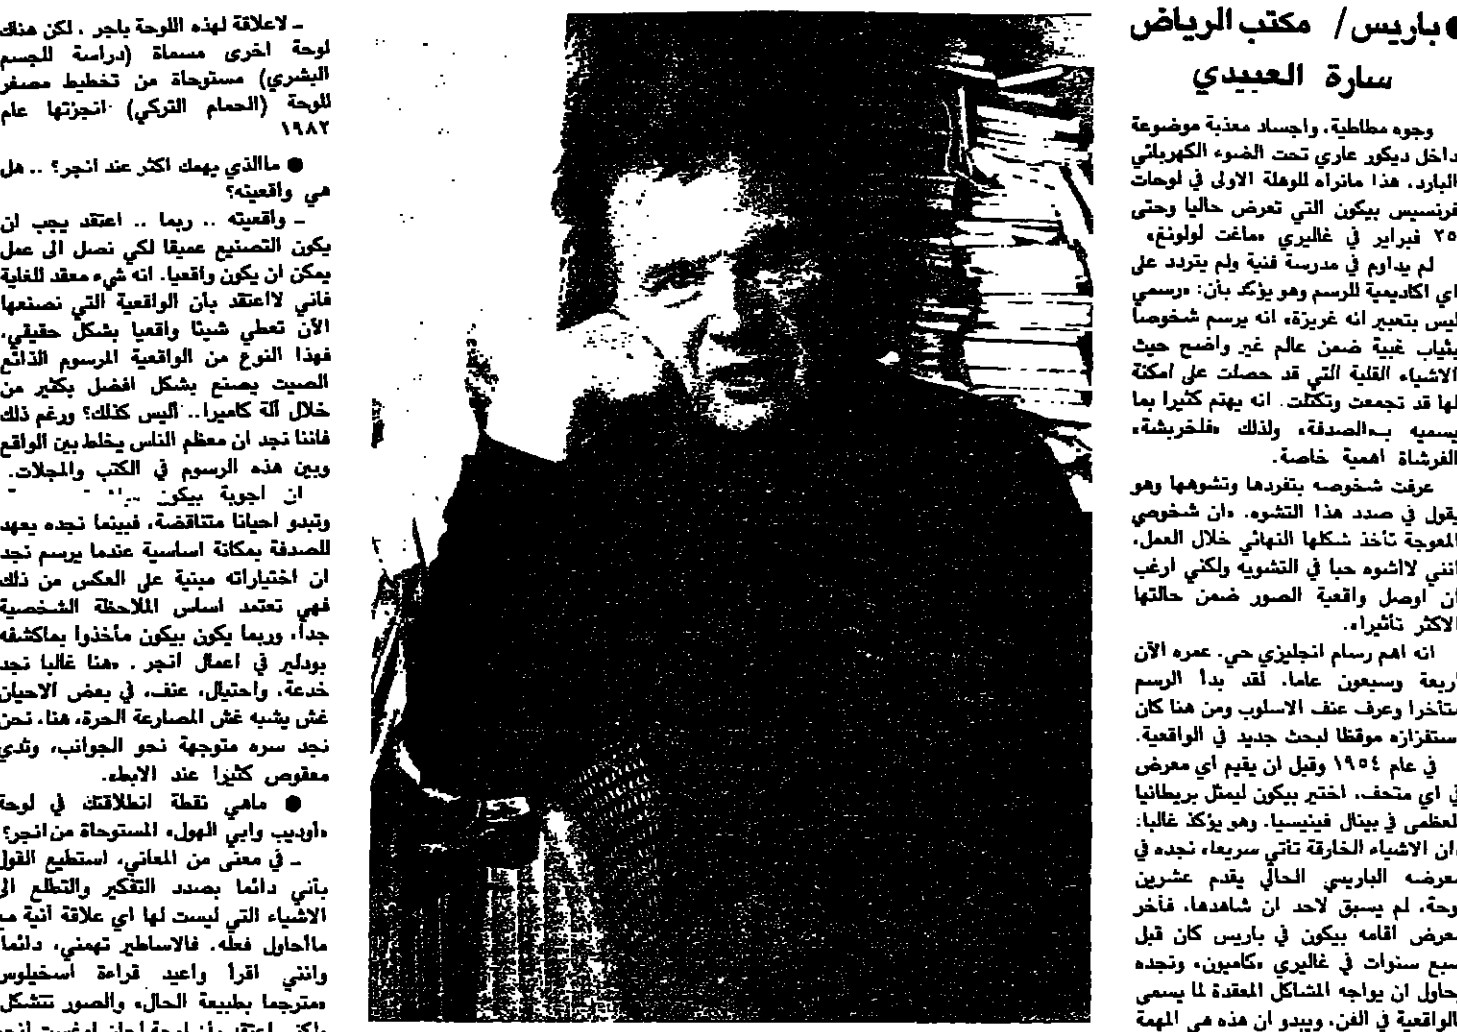 ● باريس / مكتب الرياض
سارة العبيدي
وجوه مطاطية، واجساد معذبة موضوعة
داخل ديكور عاري تحت الضوء الكهربائي
البارد، هذا مانراه للوهلة الاولى في لوحات
فرنسيس بيكون التي تعرض حاليا وحتى
٢٥ فبراير في غاليري «ماغت لولونغ»
لم يداوم في مدرسة فنية ولم يتردد على
اي اكاديمية للرسم وهو يؤكد بأن: «رسمي
ليس بتعبير انه غريزة» انه يرسم شخوصاً
بثياب غبية ضمن عالم غير واضح حيث
الاشياء القلية التي قد حصلت على امكنة
لها قد تجمعت وتكتلت. انه يهتم كثيرا بما
يسميه بـ«الصدفة» ولذلك «فلخربشة»
الفرشاة اهمية خاصة.
عرفت شخوصه بتفردها وتشوهها وهو
يقول في صدد هذا التشوه، «ان شخوصي
المعوجة تأخذ شكلها النهائي خلال العمل،
انني لااشوه حبا في التشويه ولكني ارغب
أن اوصل واقعية الصور ضمن حالتها
الاكثر تأثيرا».
انه اهم رسام انجليزي حي. عمره الآن
اربعة وسبعون عاما، لقد بدأ الرسم
متأخرا وعرف عنف الاسلوب ومن هنا كان
استفزازه موقظا لبحث جديد في الواقعية.
في عام ١٩٥٤ وقبل ان يقيم اي معرض
في اي متحف، اختير بيكون ليمثل بريطانيا
العظمى في بينال فينيسيا. وهو يؤكد غالبا:
«ان الاشياء الخارقة تأتي سريعا» نجده في
معرضه الباريسي الحالي يقدم عشرين
لوحة، لم يسبق لاحد ان شاهدها، فأخر
معرض اقامه بيكون في باريس كان قبل
سبع سنوات في غاليري «كاميون» ونجده
يحاول ان يواجه المشاكل المعقدة لما يسمى
بالواقعية في الفن، ويبدو أن هذه هي المهمة
ـ لاعلاقة لهذه اللوحة باجر . لكن هناك
لوحة اخرى مسماة (دراسة للجسم
البشري) مستوحاة من تخطيط مصغر
للوحة (الحمام التركي) انجزتها عام
١٩٨٢
● ماالذي يهمك اكثر عند انجر؟ .. هل
هي واقعيته؟
ـ واقعيته .. ربما .. اعتقد يجب ان
يكون التصنيع عميقا لكي نصل الى عمل
يمكن ان يكون واقعيا. انه شيء معقد للغاية
فاني لااعتقد بأن الواقعية التي نصنعها
الآن تعطي شيئا واقعيا بشكل حقيقي،
فهذا النوع من الواقعية المرسوم الذائع
الصيت يصنع بشكل افضل بكثير من
خلال آلة كاميرا.. أليس كذلك؟ ورغم ذلك
فاننا نجد ان معظم الناس يخلط بين الواقع
وبين هذه الرسوم في الكتب والمجلات.
ان اجوبة بيكون
وتبدو احيانا متناقضة، فبينما نجده يعهد
للصدفة بمكانة اساسية عندما يرسم نجد
ان اختياراته مبنية على العكس من ذلك
فهي تعتمد اساس الملاحظة الشخصية
جداً، وربما يكون بيكون مأخذوا بماكشفه
بودلير في اعمال انجر . «هنا غالبا نجد
خدعة، واحتيال، عنف، في بعض الاحيان
غش يشبه غش المصارعة الحرة، هنا، نحن
نجد سره متوجهة نحو الجوانب، وثدي
معقوص كثيرا عند الابط».
● ماهي نقطة انطلاقتك في لوحة
«أوديب وابي الهول» المستوحاة من انجر؟
ـ في معنى من المعاني، استطيع القول
بأني دائما بصدد التفكير والتطلع الى
الاشياء التي ليست لها اي علاقة أنية مع
ماأحاول فعله. فالاساطير تهمني، دائما
وانني اقرأ واعيد قراءة اسخيلوس
«مترجما بطبيعة الحال» والصور تتشكل.